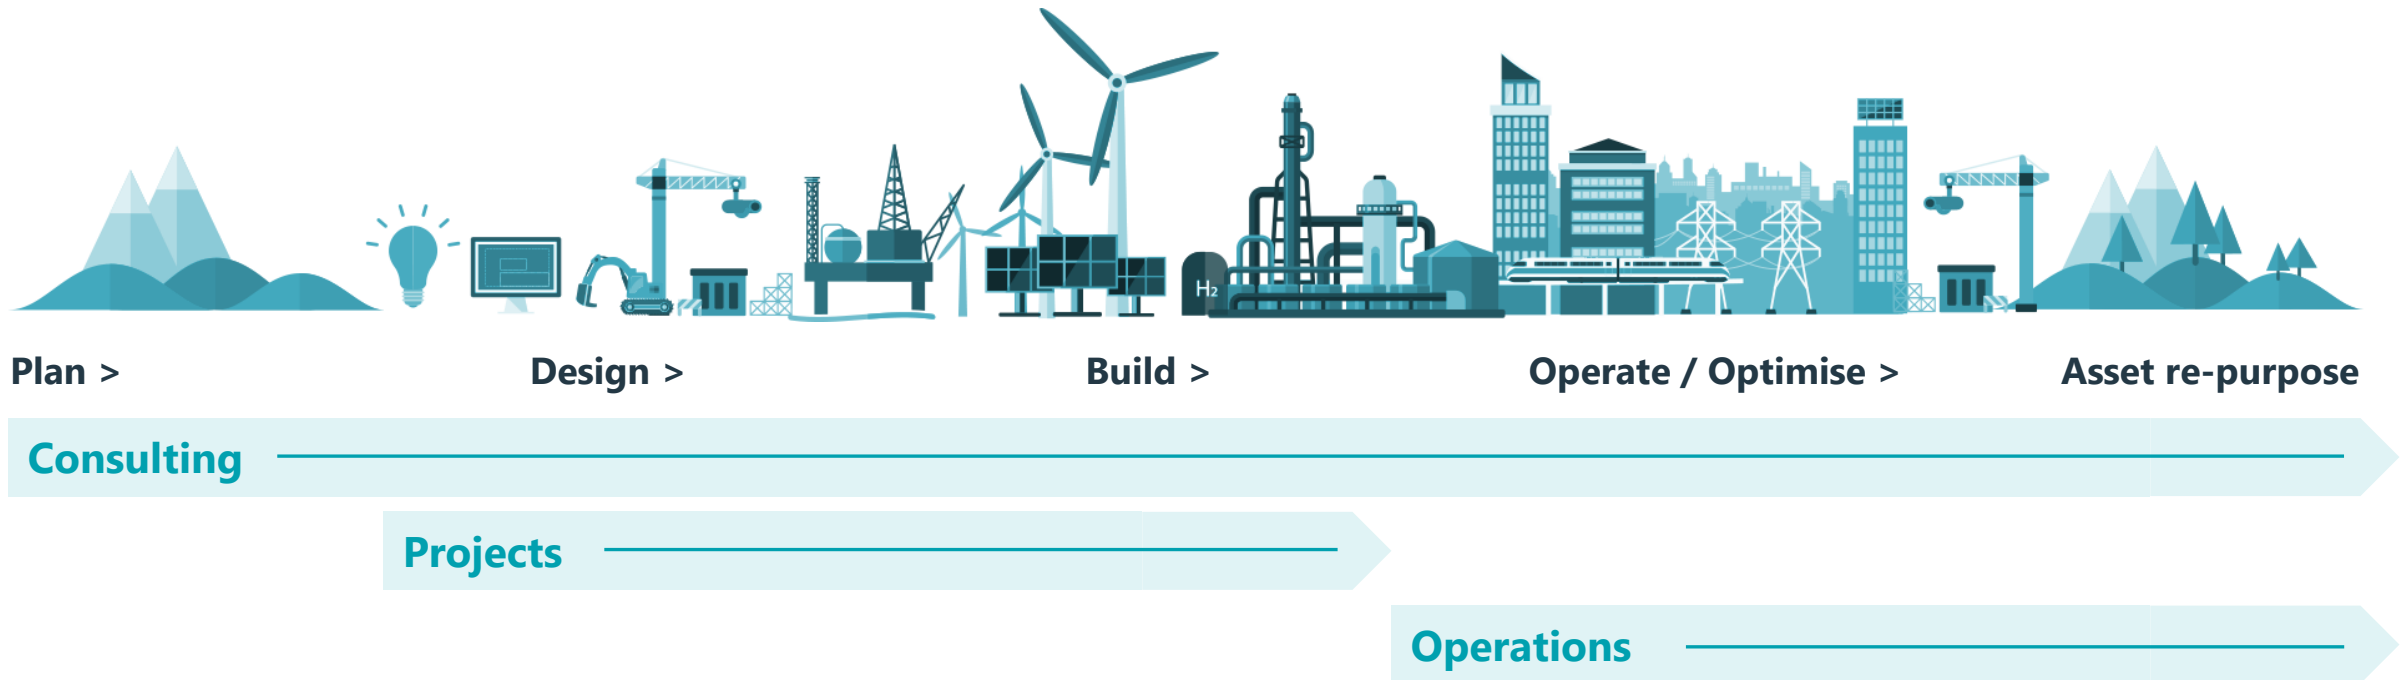 H₂
Plan >
Design >
Build >
Operate / Optimise >
Asset re-purpose
Consulting
Projects
Operations